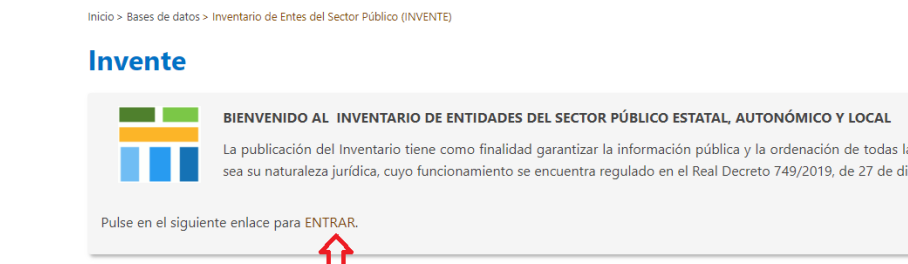 Inicio > Bases de datos > Inventario de Entes del Sector Público (INVENTE)
Invente
BIENVENIDO AL INVENTARIO DE ENTIDADES DEL SECTOR PÚBLICO ESTATAL, AUTONÓMICO Y LOCAL
La publicación del Inventario tiene como finalidad garantizar la información pública y la ordenación de todas
sea su naturaleza jurídica, cuyo funcionamiento se encuentra regulado en el Real Decreto 749/2019, de 27 de
Pulse en el siguiente enlace para ENTRAR.